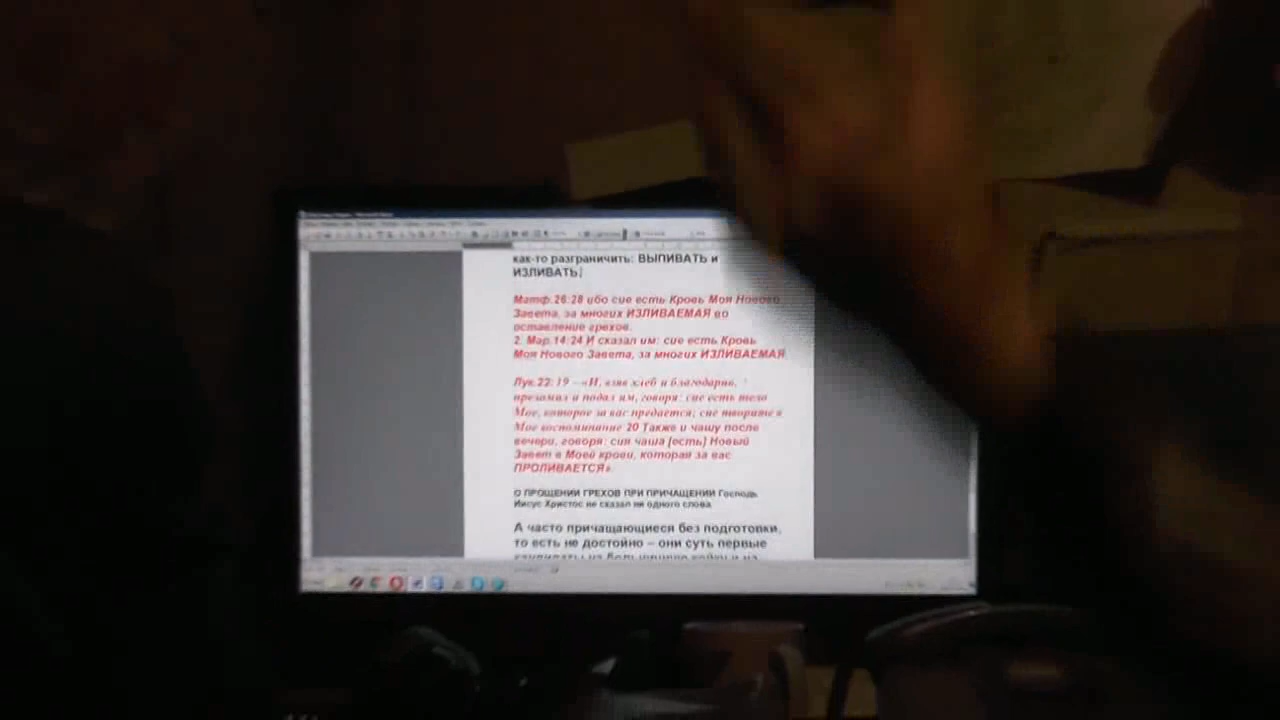 как-то разграничить: ВЫПИВАТЬ и
ИЗЛИВАТЬ!
Матф.26:28 ибо сие есть Кровь Моя Нового
Завета, за многих ИЗЛИВАЕМАЯ во
оставление грехов.
2. Мар.14:24 И сказал им: сие есть Кровь
Моя Нового Завета, за многих ИЗЛИВАЕМАЯ
Лук.22: 19 – «И, взяв хлеб и благодарив,
преломил и подал им, говоря: сие есть тело
Мое, которое за вас предается; сие творите в
Мое воспоминание 20 Также и чашу после
вечери, говоря: сия чаша [есть] Новый
Завет в Моей крови, которая за вас
ПРОЛИВАЕТСЯ».
О ПРОЩЕНИИ ГРЕХОВ ПРИ ПРИЧАЩЕНИИ Господь
Иисус Христос не сказал ни одного слова
А часто причащающиеся без подготовки,
то есть не достойно – они суть первые